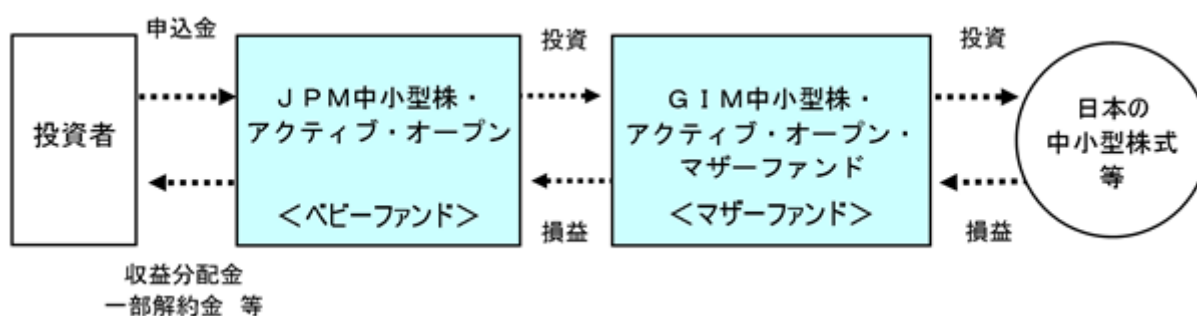 申込金
投資
投資
投資者
JPM中小型株・
アクティブ・オープン
<ベビーファンド>
GIM中小型株・
アクティブ・オープン・
マザーファンド
<マザーファンド>
日本の
中小型株式
等
損益
損益
収益分配金
一部解約金 等